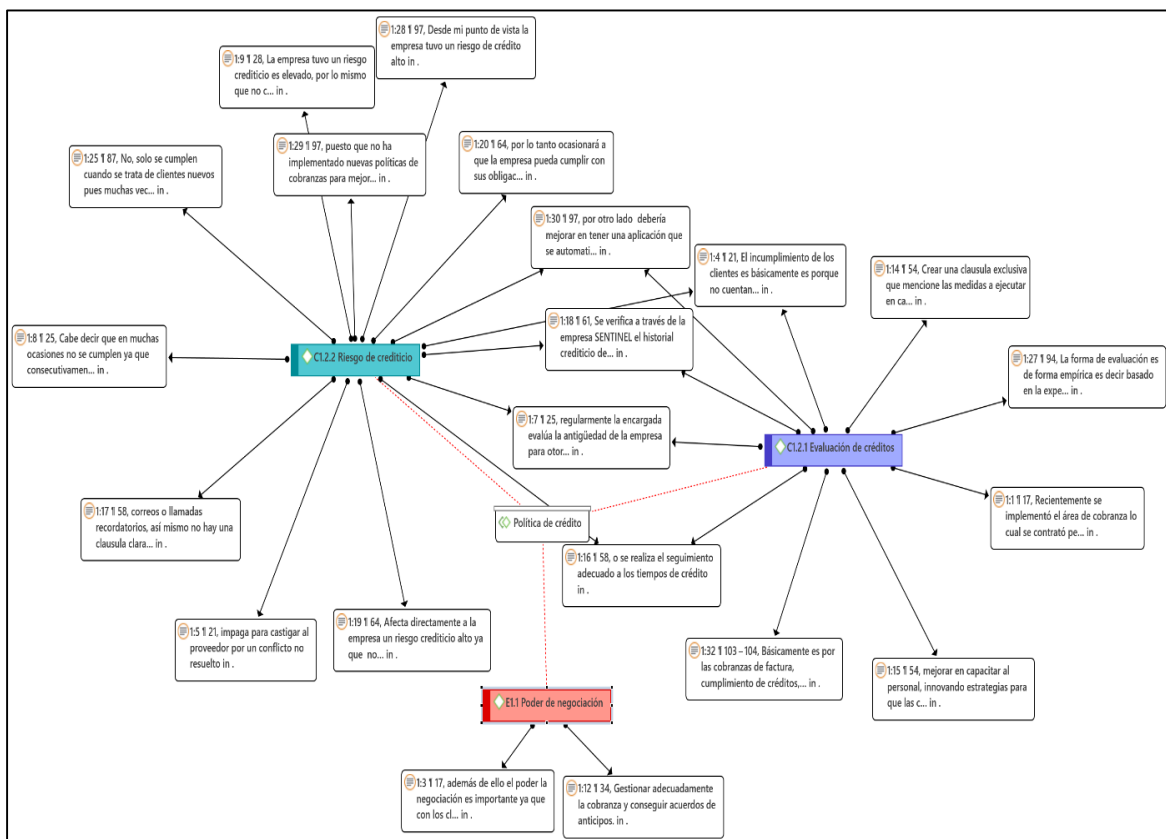 1:28 ¶ 97, Desde mi punto de vista la
empresa tuvo un riesgo de crédito
alto in .
1:9 ¶ 28, La empresa tuvo un riesgo
crediticio es elevado, por lo mismo
que no c... in .
1:29 ¶ 97, puesto que no ha
implementado nuevas políticas de
cobranzas para mejor... in .
1:20 ¶ 64, por lo tanto ocasionará a
que la empresa pueda cumplir con
sus obligac... in .
1:25 ¶ 87, No, solo se cumplen
cuando se trata de clientes nuevos
pues muchas vec... in .
1:30 ¶ 97, por otro lado debería
mejorar en tener una aplicación que
se automati... in .
1:4 ¶ 21, El incumplimiento de los
clientes es básicamente es porque
no cuentan... in .
1:14 ¶ 54, Crear una clausula exclusiva
que mencione las medidas a ejecutar
en ca... in .
1:18 ¶ 61, Se verifica a través de la
empresa SENTINEL el historial
crediticio de... in .
1:8 ¶ 25, Cabe decir que en muchas
ocasiones no se cumplen ya que
consecutivamen... in .
C1.2.2 Riesgo de crediticio
1:27 ¶ 94, La forma de evaluación es
de forma empírica es decir basado
en la expe... in .
1:7 ¶ 25, regularmente la encargada
evalúa la antigüedad de la empresa
para otor... in .
C1.2.1 Evaluación de créditos
1:17 ¶ 58, correos o llamadas
recordatorios, así mismo no hay una
clausula clara... in .
Política de crédito
1:1 ¶ 17, Recientemente se
implementó el área de cobranza lo
cual se contrató pe... in .
1:16 ¶ 58, o se realiza el seguimiento
adecuado a los tiempos de crédito
in .
1:5 ¶ 21, impaga para castigar al
proveedor por un conflicto no
resuelto in .
1:19 ¶ 64, Afecta directamente a la
empresa un riesgo crediticio alto ya
que no... in .
1:32 ¶ 103 – 104, Básicamente es por
las cobranzas de factura,
cumplimiento de créditos,... in .
1:15 ¶ 54, mejorar en capacitar al
personal, innovando estrategias para
que las c... in .
E1.1 Poder de negociación
1:3 ¶ 17, además de ello el poder la
negociación es importante ya que
con los cl... in .
1:12 ¶ 34, Gestionar adecuadamente
la cobranza y conseguir acuerdos de
anticipos. in .